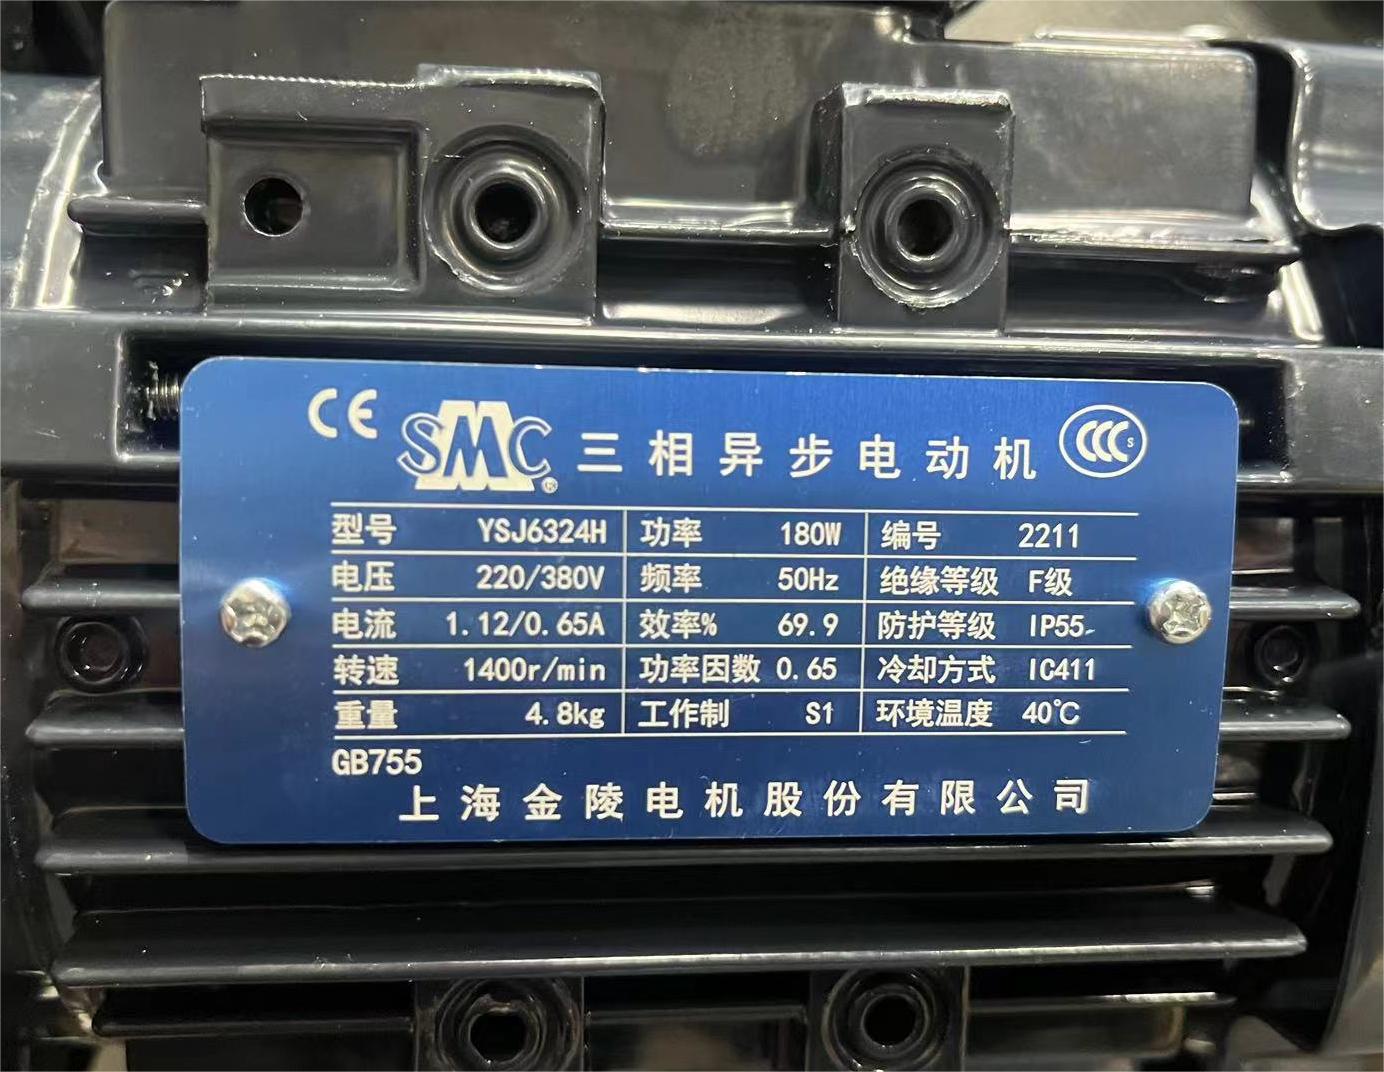 CE SMC® 三相异步电动机 CCC S
型号 YSJ6324H 功率 180W 编号 2211
电压 220/380V 频率 50Hz 绝缘等级 F级
电流 1.12/0.65A 效率% 69.9 防护等级 IP55
转速 1400r/min 功率因数 0.65 冷却方式 IC411
重量 4.8kg 工作制 S1 环境温度 40℃
GB755
上海金陵电机股份有限公司